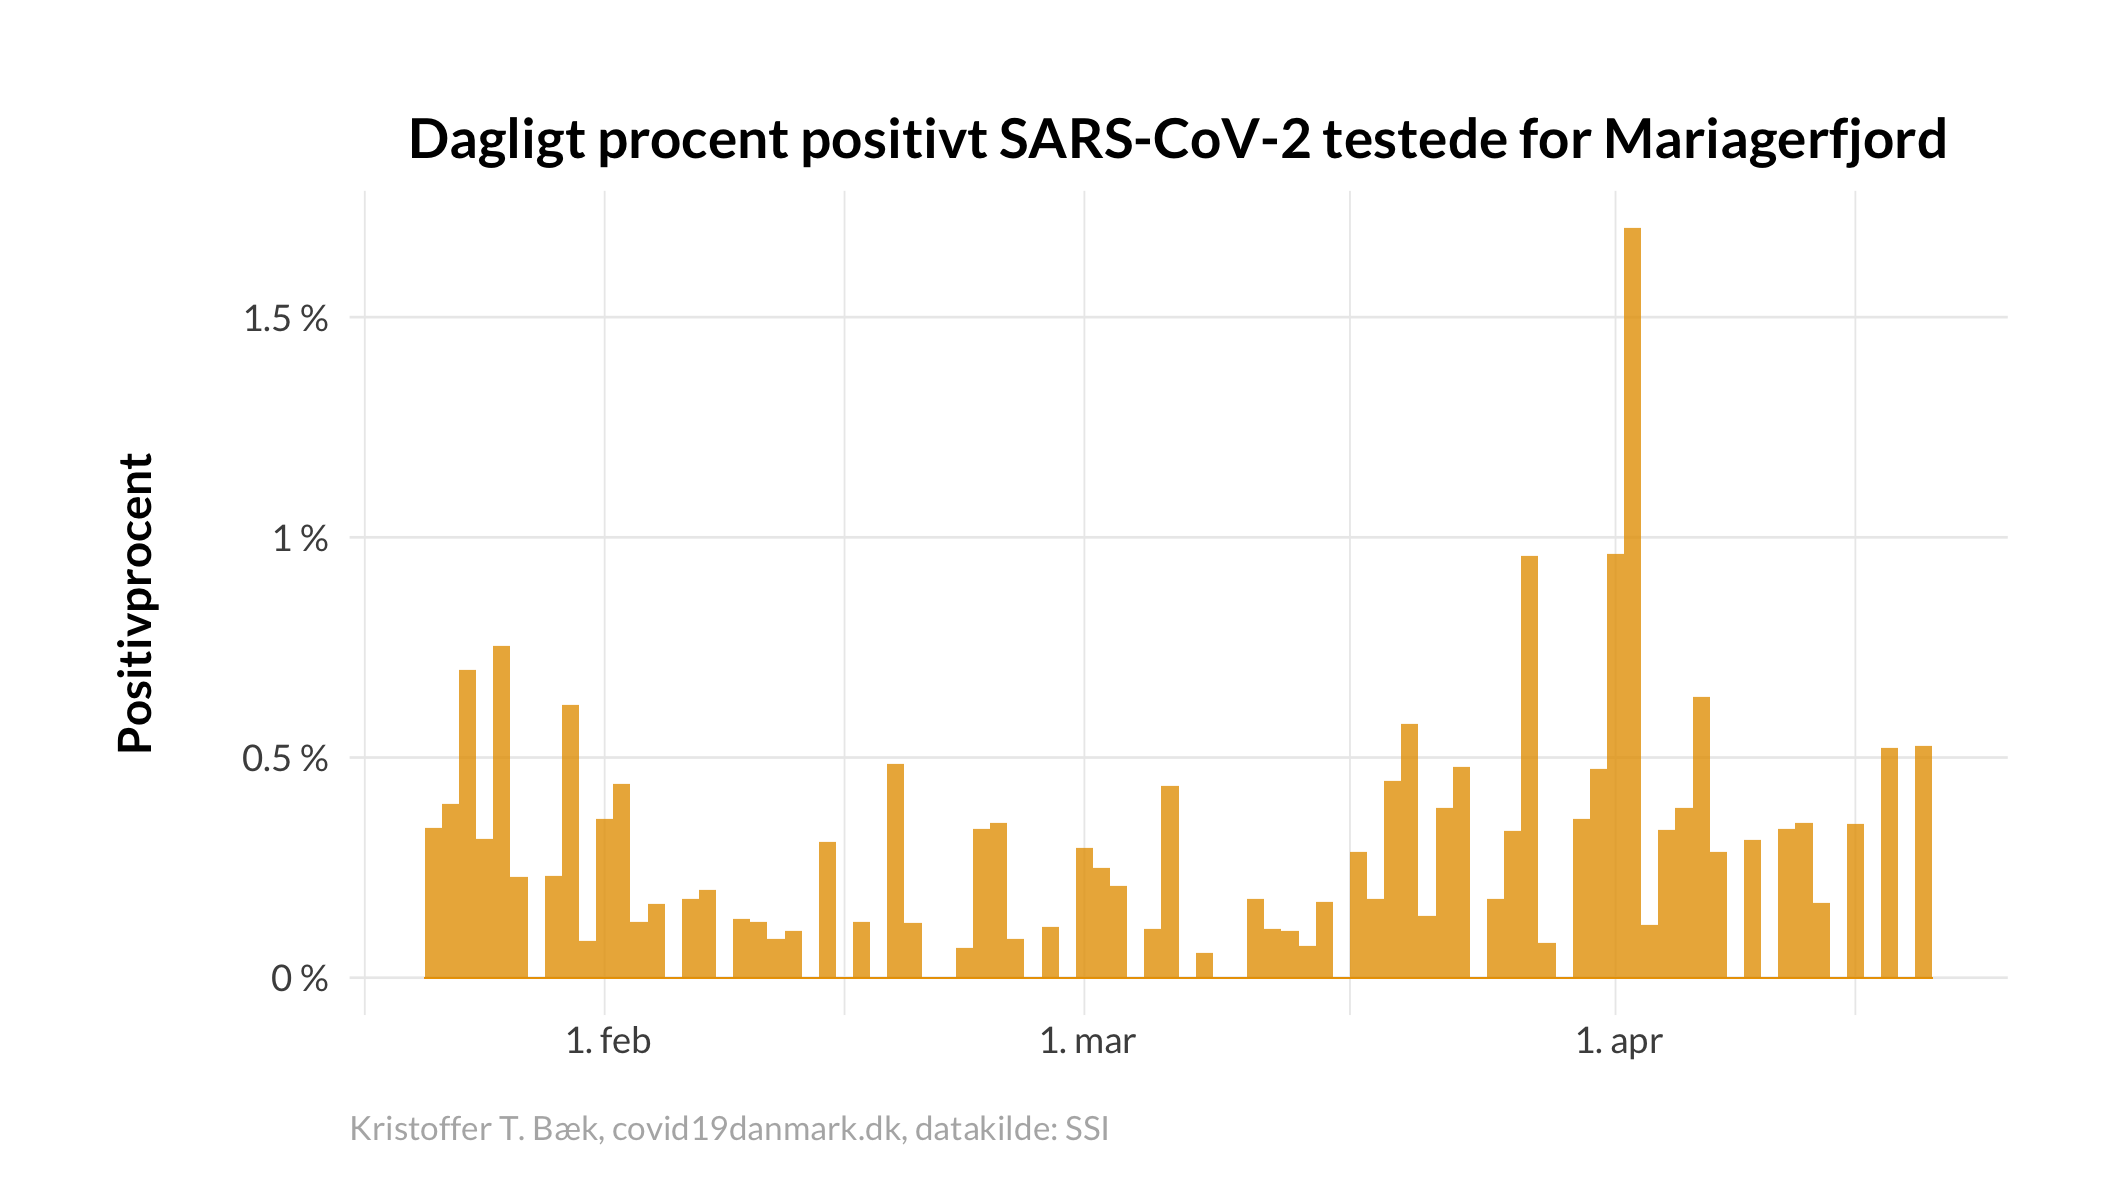 Dagligt procent positivt SARS-CoV-2 testede for Mariagerfjord
Positivprocent
1.5 %
1 %
0.5 %
0 %
1. feb
1. mar
1. apr
Kristoffer T. Bæk, covid19danmark.dk, datakilde: SSI